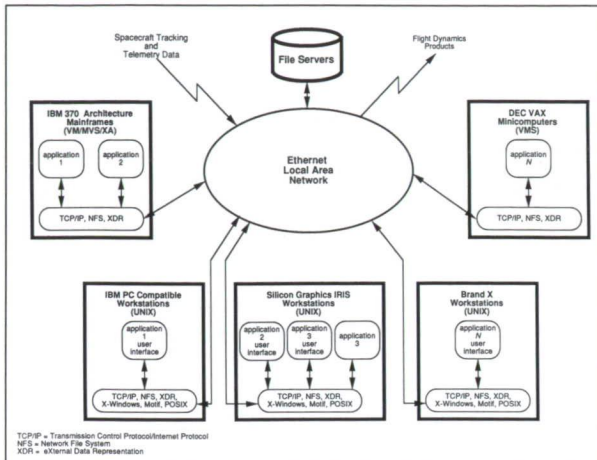 Spacecraft Tracking
and
Telemetry Data
File Servers
Flight Dynamics
Products
IBM 370 Architecture
Mainframes
(VM/MVS/XA)
application
1
application
2
TCP/IP, NFS, XDR
Ethernet
Local Area
Network
DEC VAX
Minicomputers
(VMS)
application
N
TCP/IP, NFS, XDR
IBM PC Compatible
Workstations
(UNIX)
application
1
user
interface
TCP/IP, NFS, XDR,
X-Windows, Motif, POSIX
Silicon Graphics IRIS
Workstations
(UNIX)
application
2
user
interface
application
3
user
interface
application
3
TCP/IP, NFS, XDR,
X-Windows, Motif, POSIX
Brand X
Workstations
(UNIX)
application
N
user
interface
TCP/IP, NFS, XDR,
X-Windows, Motif, POSIX
TCP/IP = Transmission Control Protocol/Internet Protocol
NFS = Network File System
XDR = eXternal Data Representation